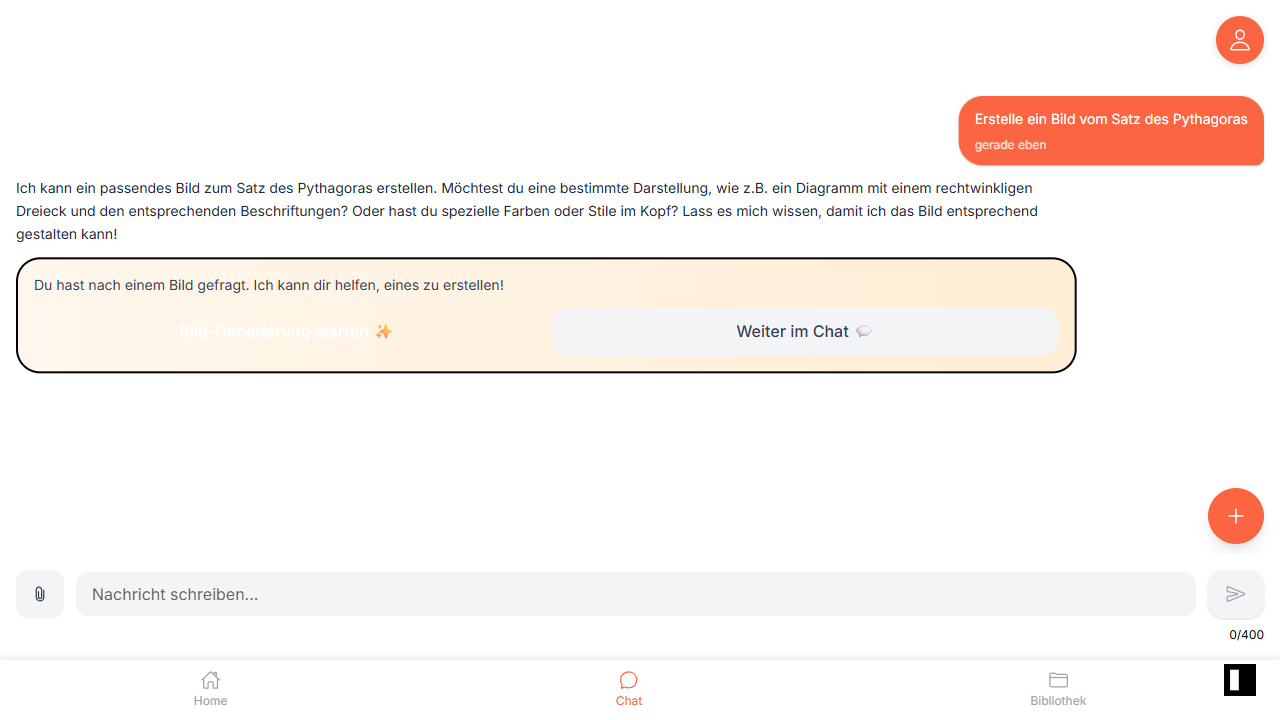 Erstelle ein Bild vom Satz des Pythagoras
gerade eben
Ich kann ein passendes Bild zum Satz des Pythagoras erstellen. Möchtest du eine bestimmte Darstellung, wie z.B. ein Diagramm mit einem rechtwinkligen
Dreieck und den entsprechenden Beschriftungen? Oder hast du spezielle Farben oder Stile im Kopf? Lass es mich wissen, damit ich das Bild entsprechend
gestalten kann!
Du hast nach einem Bild gefragt. Ich kann dir helfen, eines zu erstellen!
Bild-Generierung starten ✨
Weiter im Chat 💬
Nachricht schreiben...
0/400
Home
Chat
Bibliothek